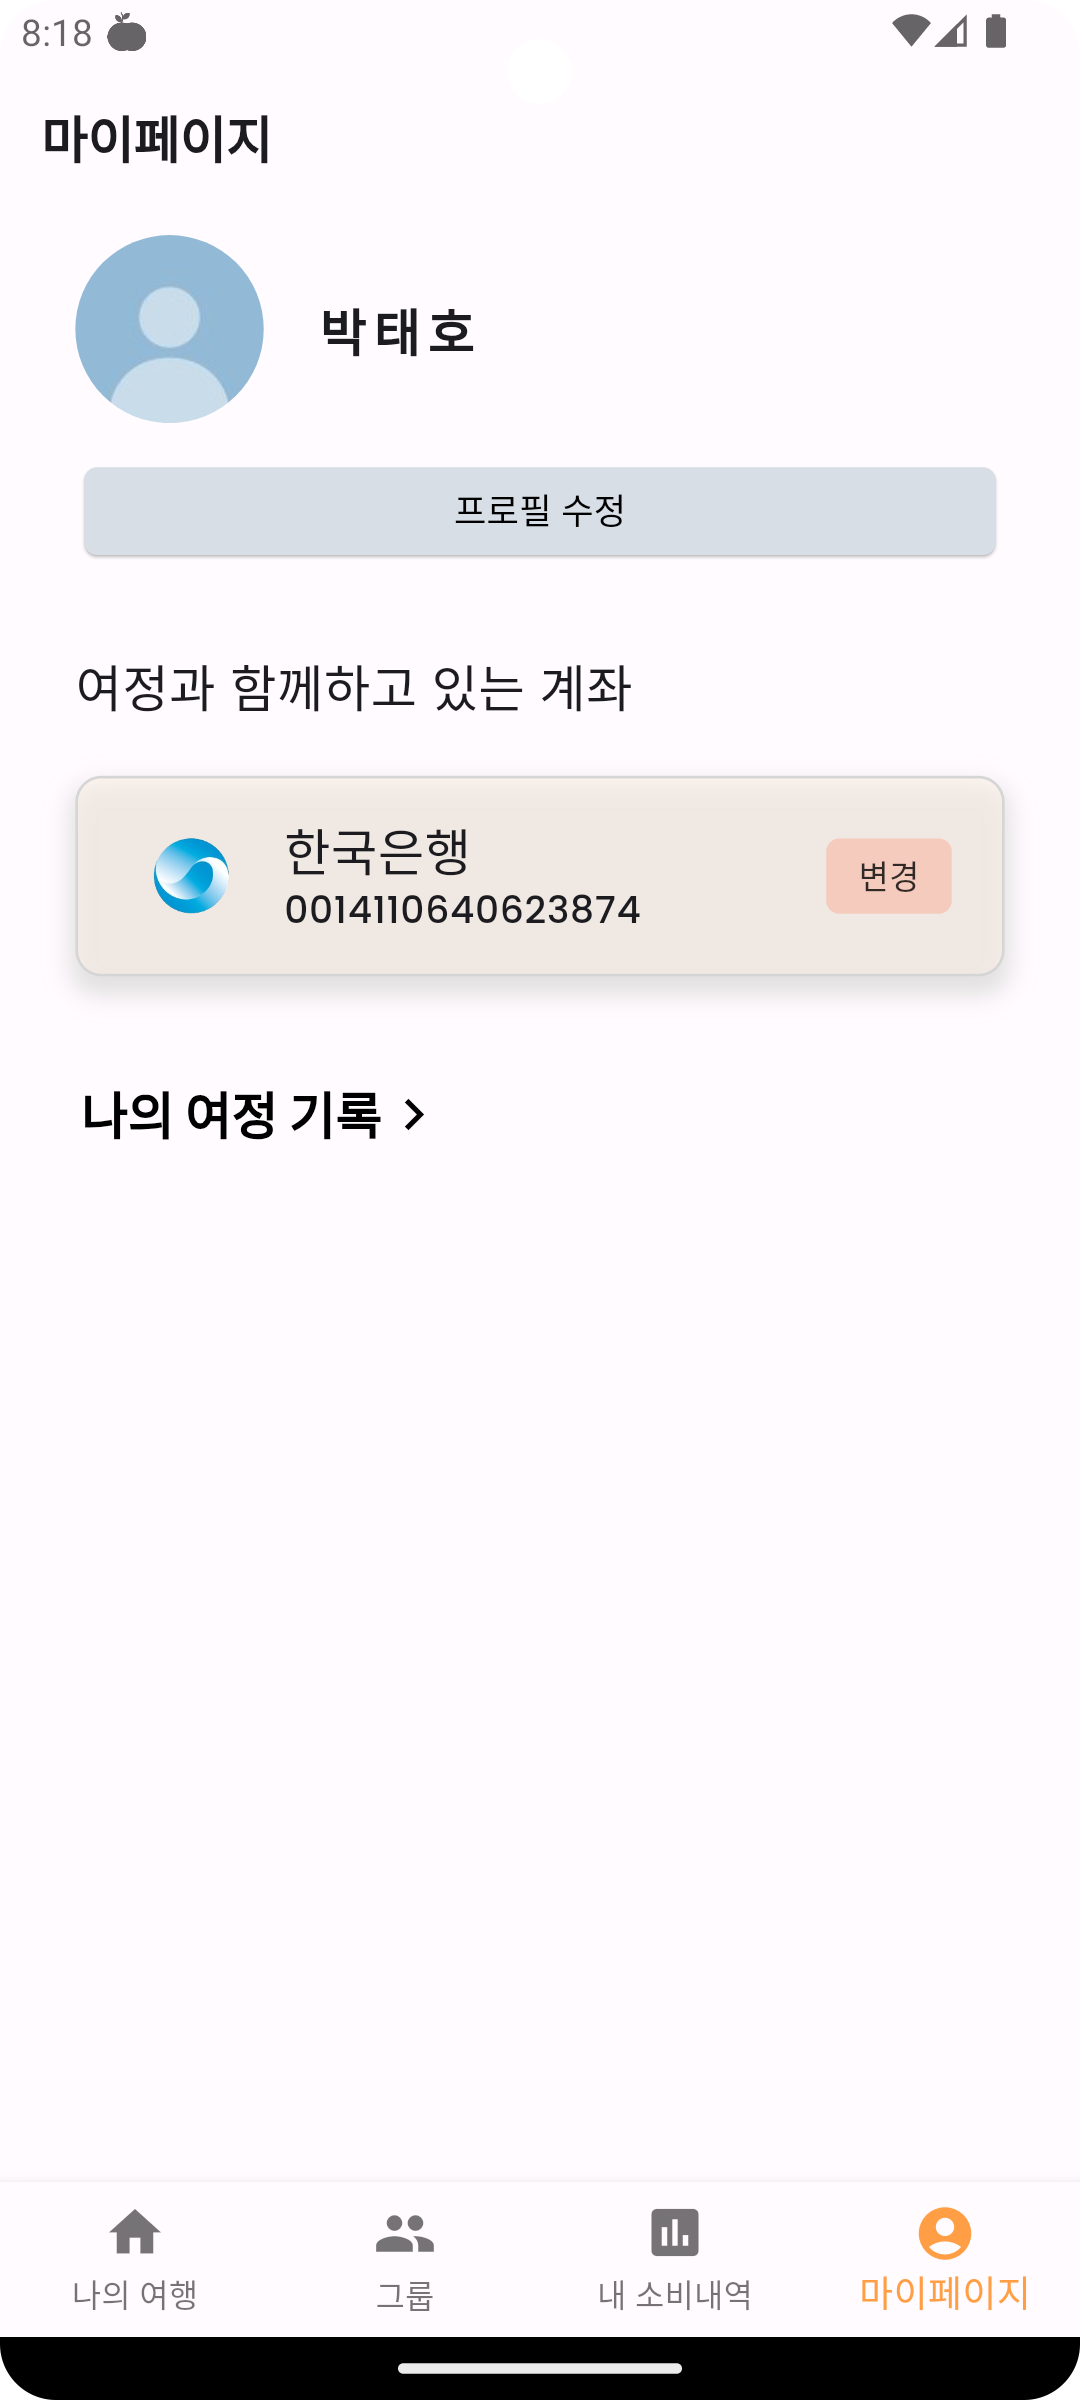 8:18
마이페이지
박태호
프로필 수정
여정과 함께하고 있는 계좌
한국은행
0014110640623874
변경
나의 여정 기록
나의 여행
그룹
내 소비내역
마이페이지